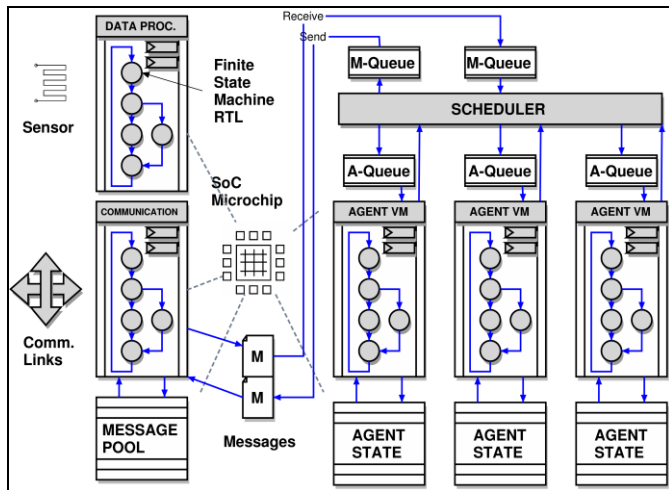 DATA PROC.
Receive
Send
M-Queue
M-Queue
Finite
State
Machine
RTL
SCHEDULER
Sensor
A-Queue
A-Queue
A-Queue
SoC
Microchip
COMMUNICATION
AGENT VM
AGENT VM
AGENT VM
Comm.
Links
M
M
Messages
MESSAGE
POOL
AGENT
STATE
AGENT
STATE
AGENT
STATE